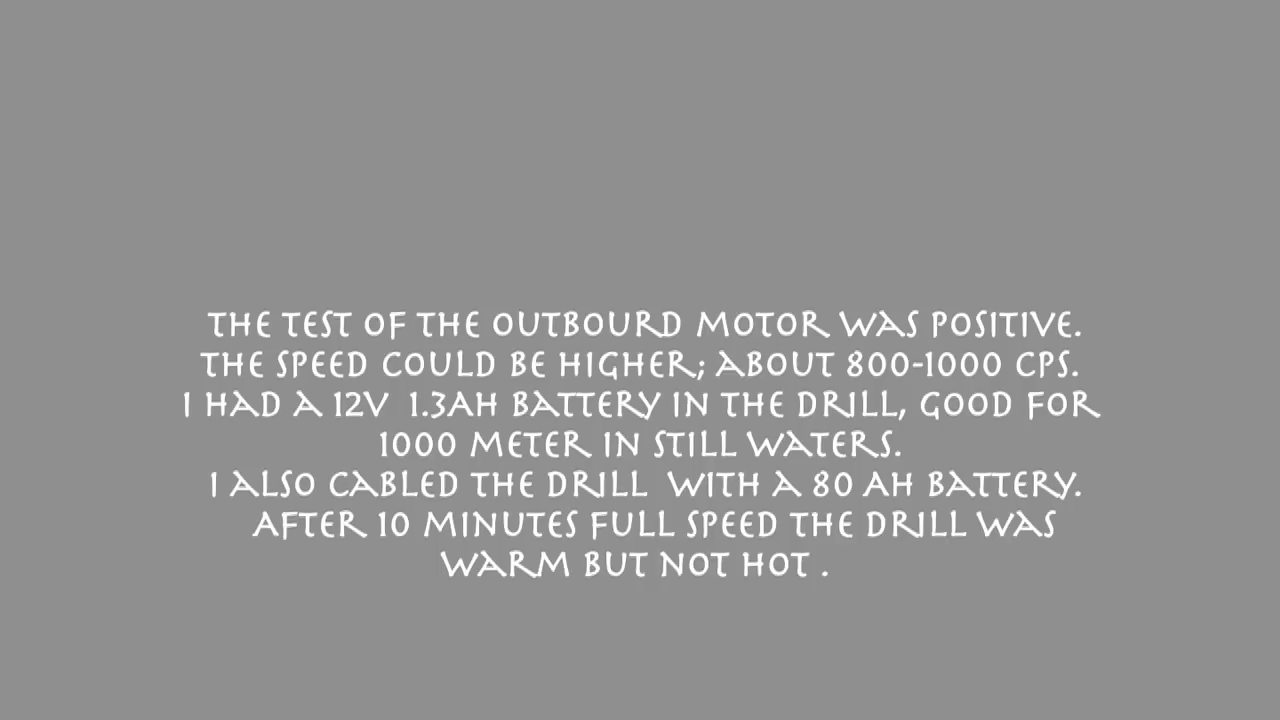 THE TEST OF THE OUTBOURD MOTOR WAS POSITIVE.
THE SPEED COULD BE HIGHER; ABOUT 800-1000 CPS.
I HAD A 12V 1.3AH BATTERY IN THE DRILL, GOOD FOR
1000 METER IN STILL WATERS.
I ALSO CABLED THE DRILL WITH A 80 AH BATTERY.
AFTER 10 MINUTES FULL SPEED THE DRILL WAS
WARM BUT NOT HOT .